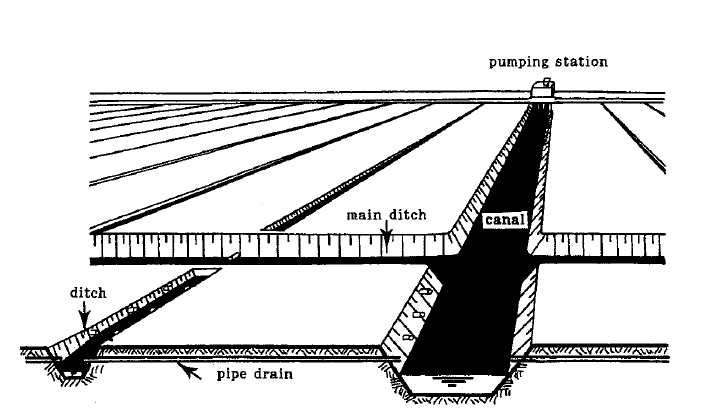 pumping station
main ditch
canal
ditch
pipe drain